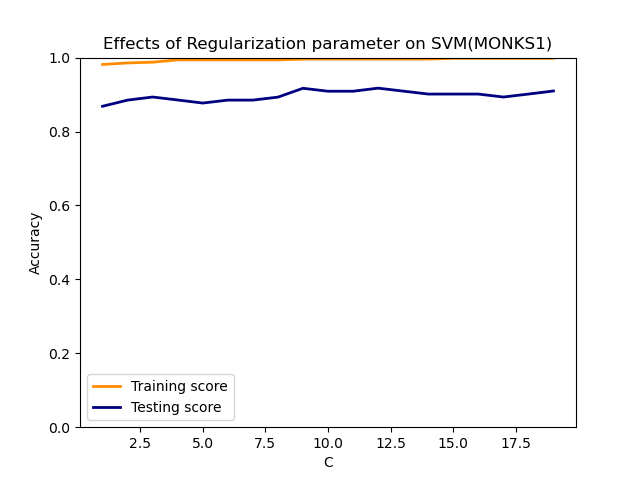 Effects of Regularization parameter on SVM(MONKS1)
1.0
0.8
0.6
0.4
0.2
0.0
Accuracy
Training score
Testing score
2.5 5.0 7.5 10.0 12.5 15.0 17.5
C